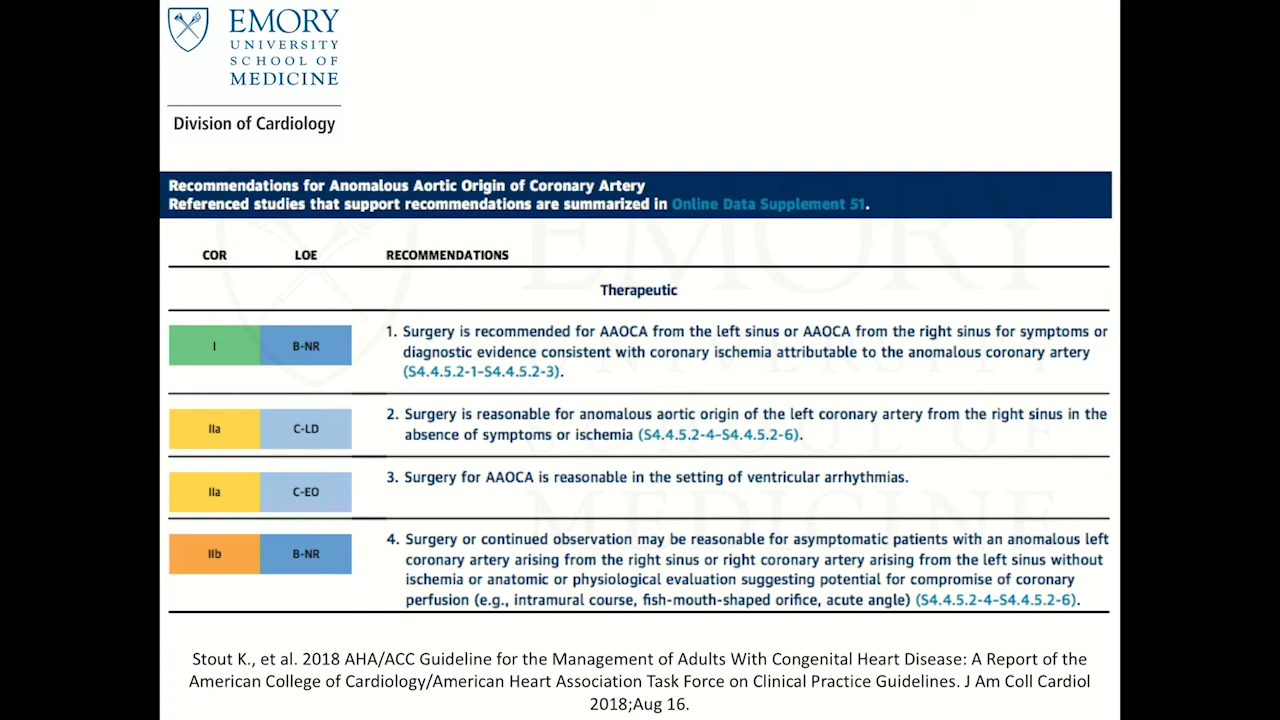 EMORY
UNIVERSITY
SCHOOL OF
MEDICINE
Division of Cardiology
Recommendations for Anomalous Aortic Origin of Coronary Artery
Referenced studies that support recommendations are summarized in Online Data Supplement 51.
COR LOE RECOMMENDATIONS
Therapeutic
I B-NR 1. Surgery is recommended for AAOCA from the left sinus or AAOCA from the right sinus for symptoms or
diagnostic evidence consistent with coronary ischemia attributable to the anomalous coronary artery
(S4.4.5.2-1–S4.4.5.2-3).
IIa C-LD 2. Surgery is reasonable for anomalous aortic origin of the left coronary artery from the right sinus in the
absence of symptoms or ischemia (S4.4.5.2-4–S4.4.5.2-6).
IIa C-EO 3. Surgery for AAOCA is reasonable in the setting of ventricular arrhythmias.
IIb B-NR 4. Surgery or continued observation may be reasonable for asymptomatic patients with an anomalous left
coronary artery arising from the right sinus or right coronary artery arising from the left sinus without
ischemia or anatomic or physiological evaluation suggesting potential for compromise of coronary
perfusion (e.g., intramural course, fish-mouth-shaped orifice, acute angle) (S4.4.5.2-4–S4.4.5.2-6).
EMORY
UNIVERSITY
SCHOOL OF
MEDICINE
Stout K., et al. 2018 AHA/ACC Guideline for the Management of Adults With Congenital Heart Disease: A Report of the
American College of Cardiology/American Heart Association Task Force on Clinical Practice Guidelines. J Am Coll Cardiol
2018;Aug 16.